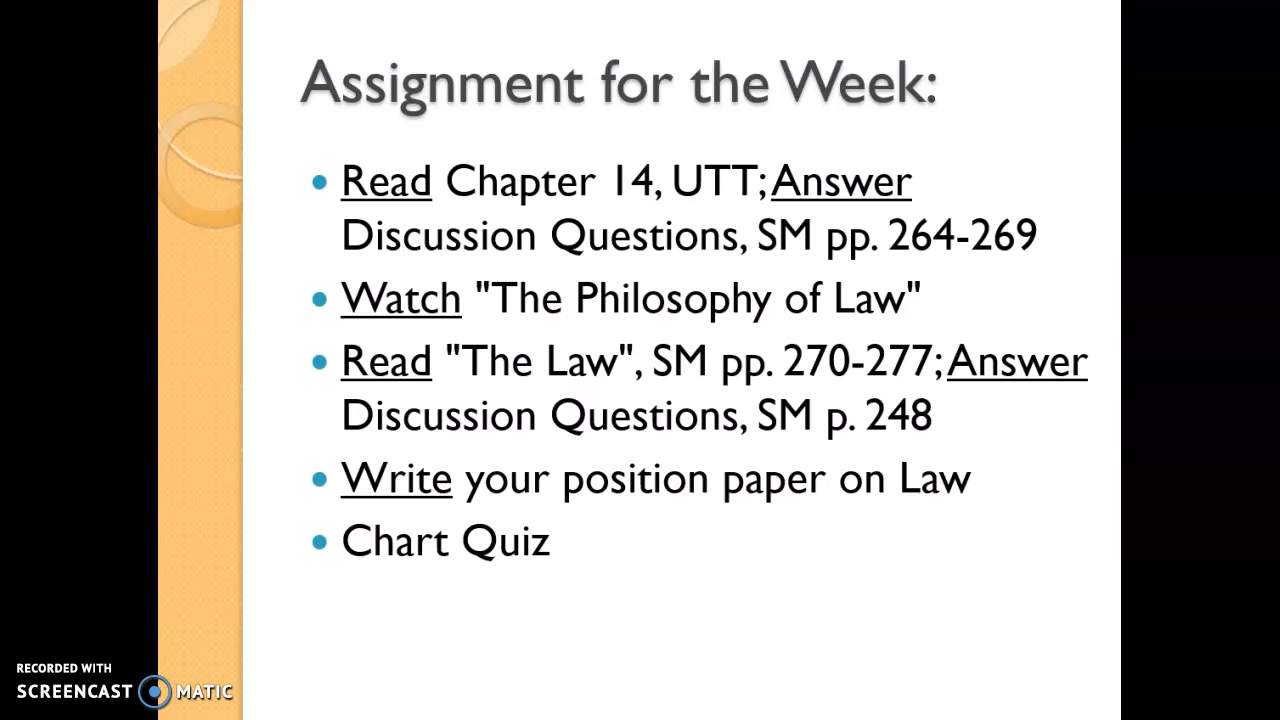 Assignment for the Week:
• Read Chapter 14, UTT; Answer
Discussion Questions, SM pp. 264-269
• Watch "The Philosophy of Law"
• Read "The Law", SM pp. 270-277; Answer
Discussion Questions, SM p. 248
• Write your position paper on Law
• Chart Quiz
RECORDED WITH
SCREENCAST MATIC